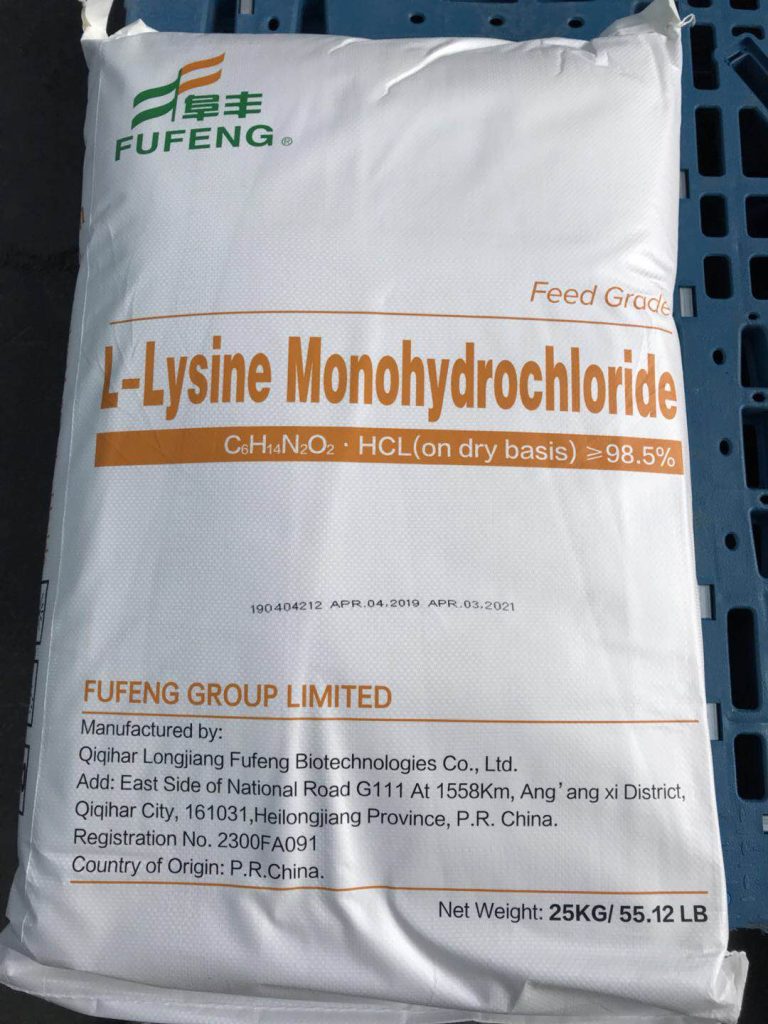 阜丰
FUFENG®
Feed Grade
L-Lysine Monohydrochloride
C₆H₁₄N₂O₂ · HCL(on dry basis) ≥98.5%
190404212 APR.04,2019 APR.03,2021
FUFENG GROUP LIMITED
Manufactured by:
Qiqihar Longjiang Fufeng Biotechnologies Co., Ltd.
Add: East Side of National Road G111 At 1558Km, Ang'ang xi District,
Qiqihar City, 161031,Heilongjiang Province, P.R. China.
Registration No. 2300FA091
Country of Origin: P.R.China.
Net Weight: 25KG/ 55.12 LB